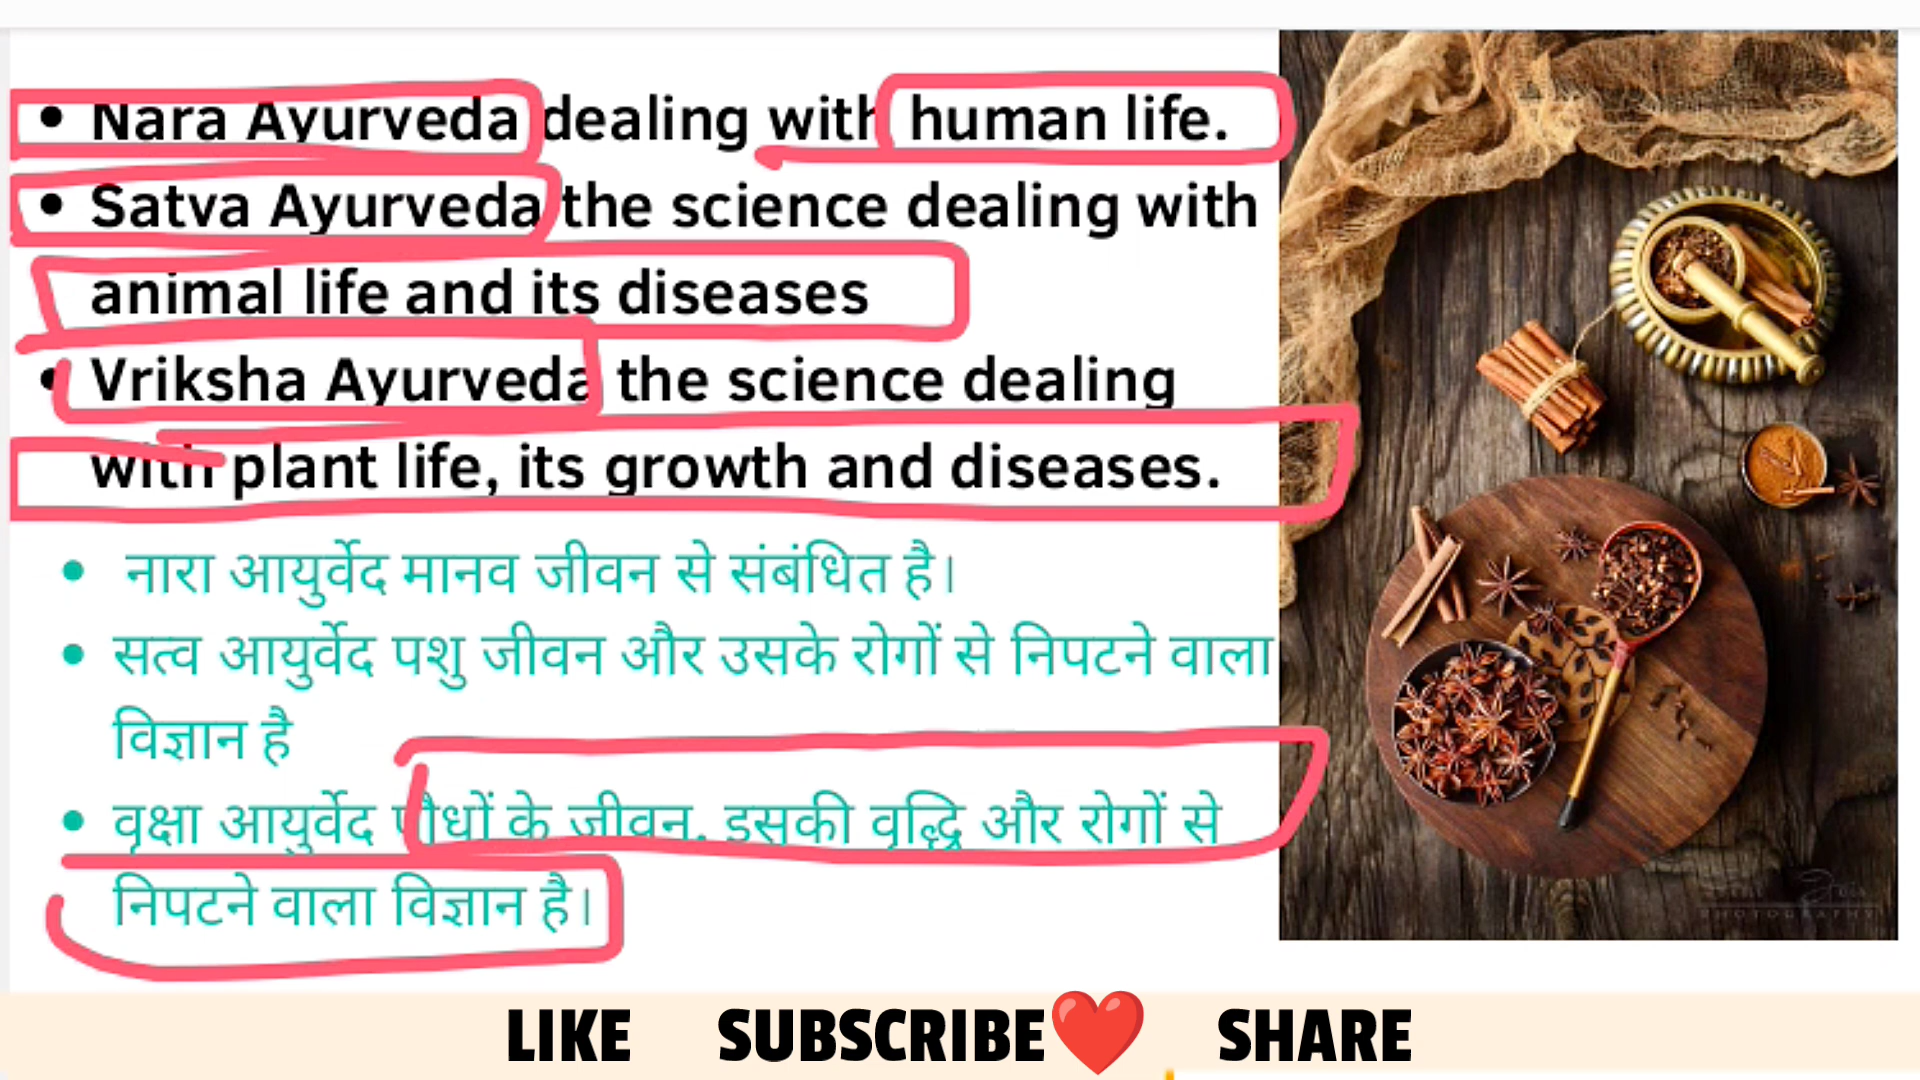 • Nara Ayurveda dealing with human life.
• Satva Ayurveda the science dealing with
animal life and its diseases
• Vriksha Ayurveda the science dealing
with plant life, its growth and diseases.
• नारा आयुर्वेद मानव जीवन से संबंधित है।
• सत्व आयुर्वेद पशु जीवन और उसके रोगों से निपटने वाला
विज्ञान है
• वृक्षा आयुर्वेद पौधों के जीवन, इसकी वृद्धि और रोगों से
निपटने वाला विज्ञान है।
PHOTOGRAPHY
LIKE SUBSCRIBE❤️ SHARE